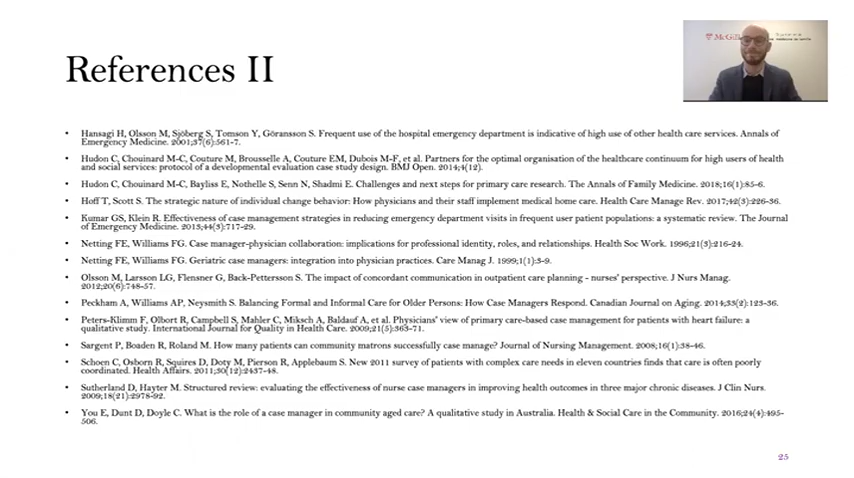 References II
McGill
• Hansagi H, Olsson M, Sjöberg S, Tomson Y, Göransson S. Frequent use of the hospital emergency department is indicative of high use of other health care services. Annals of
Emergency Medicine. 2001;37(6):561-7.
• Hudon C, Chouinard M-C, Couture M, Brousselle A, Couture EM, Dubois M-F, et al. Partners for the optimal organisation of the healthcare continuum for high users of health
and social services: protocol of a developmental evaluation case study design. BMJ Open. 2014;4(12).
• Hudon C, Chouinard M-C, Bayliss E, Nothelle S, Senn N, Shadmi E. Challenges and next steps for primary care research. The Annals of Family Medicine. 2018;16(1):85-6.
• Hoff T, Scott S. The strategic nature of individual change behavior: How physicians and their staff implement medical home care. Health Care Manage Rev. 2017;42(3):226-36.
• Kumar GS, Klein R. Effectiveness of case management strategies in reducing emergency department visits in frequent user patient populations: a systematic review. The Journal
of Emergency Medicine. 2013;44(3):717-29.
• Netting FE, Williams FG. Case manager-physician collaboration: implications for professional identity, roles, and relationships. Health Soc Work. 1996;21(3):216-24.
• Netting FE, Williams FG. Geriatric case managers: integration into physician practices. Care Manag J. 1999;1(1):3-9.
• Olsson M, Larsson LG, Flensner G, Back-Pettersson S. The impact of concordant communication in outpatient care planning - nurses' perspective. J Nurs Manag.
2012;20(6):748-57.
• Peckham A, Williams AP, Neysmith S. Balancing Formal and Informal Care for Older Persons: How Case Managers Respond. Canadian Journal on Aging. 2014;33(2):123-36.
• Peters-Klimm F, Olbort R, Campbell S, Mahler C, Miksch A, Baldauf A, et al. Physicians' view of primary care-based case management for patients with heart failure: a
qualitative study. International Journal for Quality in Health Care. 2009;21(5):363-71.
• Sargent P, Boaden R, Roland M. How many patients can community matrons successfully case manage? Journal of Nursing Management. 2008;16(1):38-46.
• Schoen C, Osborn R, Squires D, Doty M, Pierson R, Applebaum S. New 2011 survey of patients with complex care needs in eleven countries finds that care is often poorly
coordinated. Health Affairs. 2011;30(12):2437-48.
• Sutherland D, Hayter M. Structured review: evaluating the effectiveness of nurse case managers in improving health outcomes in three major chronic diseases. J Clin Nurs.
2009;18(21):2978-92.
• You E, Dunt D, Doyle C. What is the role of a case manager in community aged care? A qualitative study in Australia. Health & Social Care in the Community. 2016;24(4):495-
506.
25